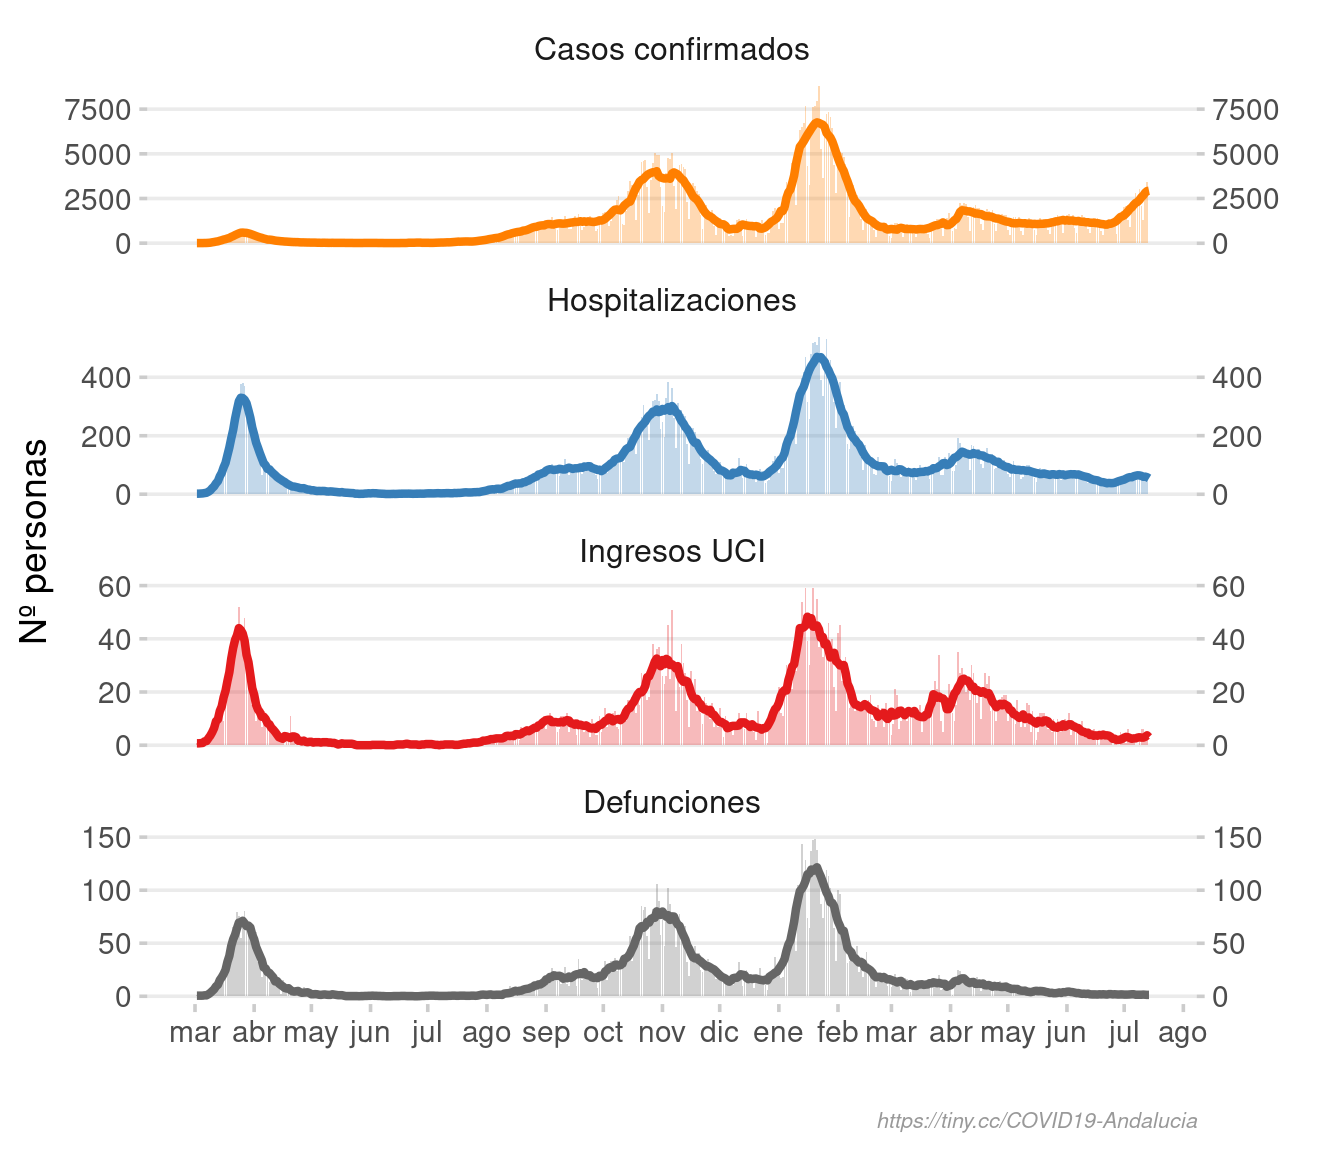 Casos confirmados
7500 7500
5000 5000
2500 2500
0 0
Hospitalizaciones
400 400
200 200
0 0
Nº personas
Ingresos UCI
60 60
40 40
20 20
0 0
Defunciones
150 150
100 100
50 50
0 0
mar abr may jun jul ago sep oct nov dic ene feb mar abr may jun jul ago
https://tiny.cc/COVID19-Andalucia